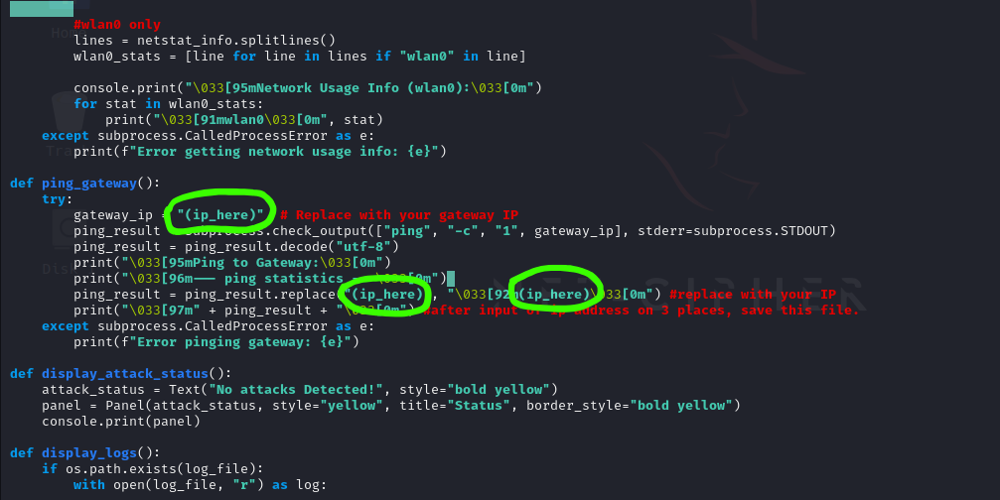 #wlan0 only
lines = netstat_info.splitlines()
wlan0_stats = [line for line in lines if "wlan0" in line]
console.print("\033[95mNetwork Usage Info (wlan0):\033[0m")
for stat in wlan0_stats:
print("\033[91mwlan0\033[0m", stat)
except subprocess.CalledProcessError as e:
print(f"Error getting network usage info: {e}")
def ping_gateway():
try:
gateway_ip = "(ip_here)" # Replace with your gateway IP
ping_result subprocess.check_output(["ping", "-c", "1", gateway_ip], stderr=subprocess.STDOUT)
ping_result = ping_result.decode("utf-8")
print("\033[95mPing to Gateway:\033[0m")
print("\033[96m--- ping statistics \033[0m")
ping_result = ping_result.replace("(ip_here)", "\033[92m(ip_here)\033[0m") #replace with your IP
print("\033[97m" + ping_result + "\033[0m") #after input of ip address on 3 places, save this file.
except subprocess.CalledProcessError as e:
print(f"Error pinging gateway: {e}")
def display_attack_status():
attack_status = Text("No attacks Detected!", style="bold yellow")
panel = Panel(attack_status, style="yellow", title="Status", border_style="bold yellow")
console.print(panel)
def display_logs():
if os.path.exists(log_file):
with open(log_file, "r") as log: